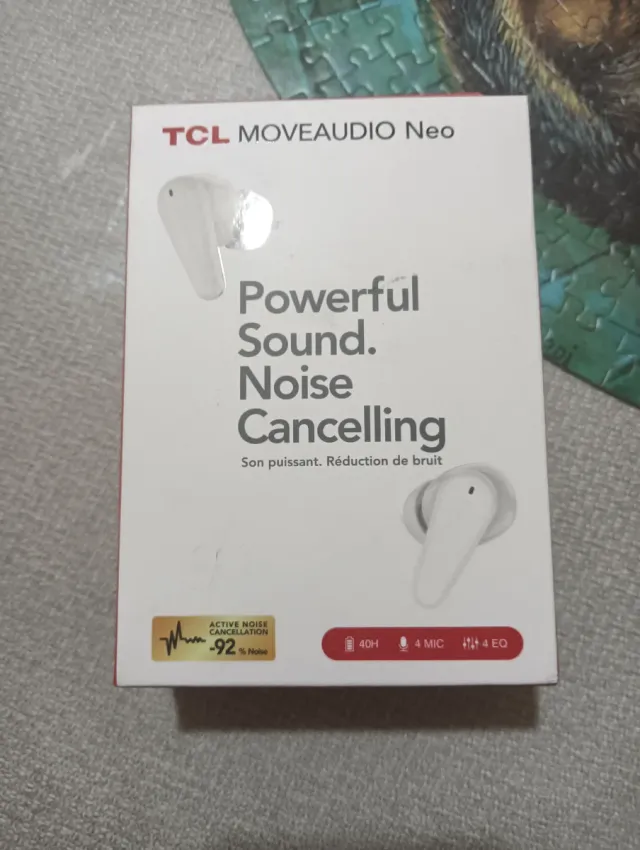 TCL MOVEAUDIO Neo
Powerful
Sound.
Noise
Cancelling
Son puissant. Réduction de bruit
ACTIVE NOISE
CANCELLATION
-92 % Noise
40H 4 MIC 4 EQ